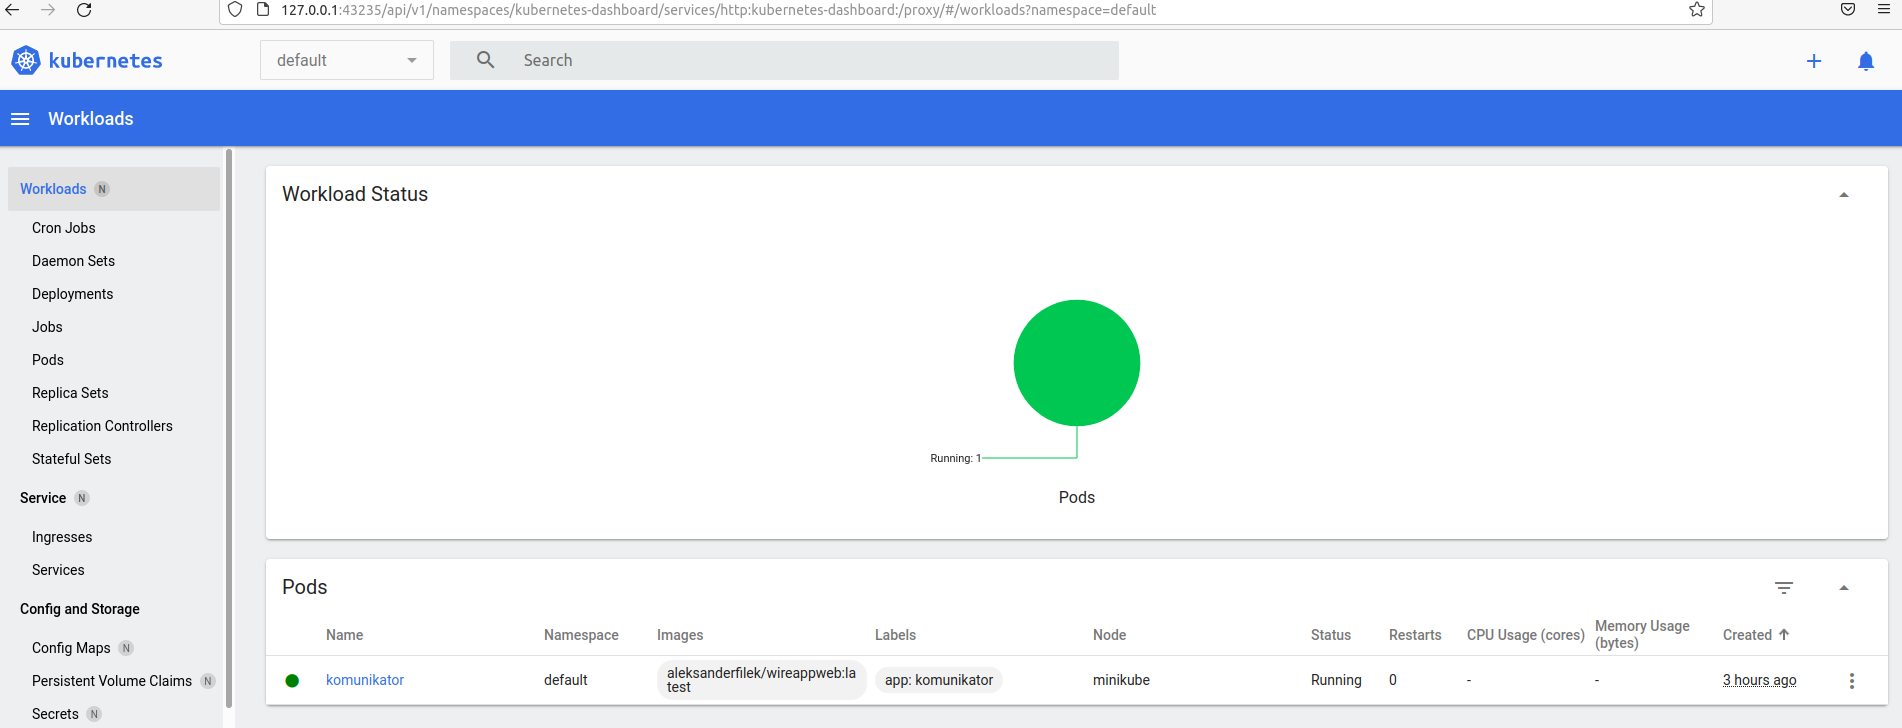 127.0.0.1:43235/api/v1/namespaces/kubernetes-dashboard/services/http:kubernetes-dashboard:/proxy/#/workloads?namespace=default
kubernetes
default
Search
Workloads
Workloads N
Cron Jobs
Daemon Sets
Deployments
Jobs
Pods
Replica Sets
Replication Controllers
Stateful Sets
Service N
Ingresses
Services
Config and Storage
Config Maps N
Persistent Volume Claims N
Secrets N
Workload Status
Running: 1
Pods
Pods
Name Namespace Images Labels Node Status Restarts CPU Usage (cores) Memory Usage (bytes) Created
komunikator default aleksanderfilek/wireappweb:la
test app: komunikator minikube Running 0 - - 3 hours ago